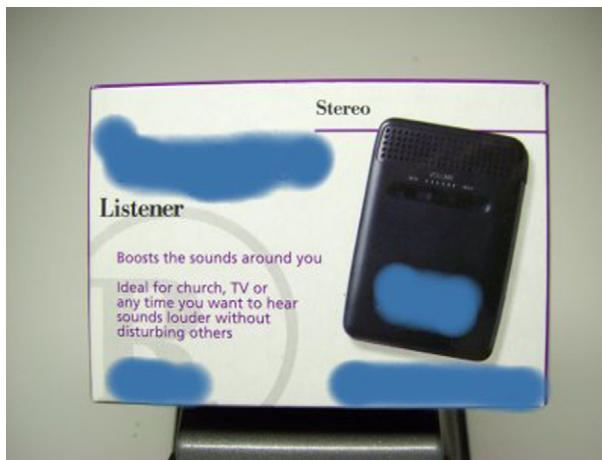 Stereo
Listener
Boosts the sounds around you
Ideal for church, TV or
any time you want to hear
sounds louder without
disturbing others
VOLUME